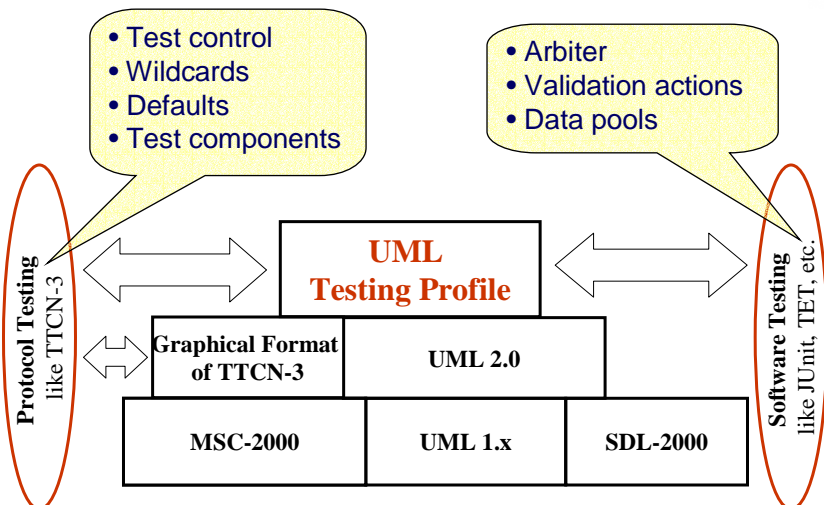 • Test control
• Wildcards
• Defaults
• Test components
• Arbiter
• Validation actions
• Data pools
Protocol Testing
like TTCN-3
UML
Testing Profile
Graphical Format
of TTCN-3
UML 2.0
MSC-2000
UML 1.x
SDL-2000
Software Testing
like JUnit, TET, etc.